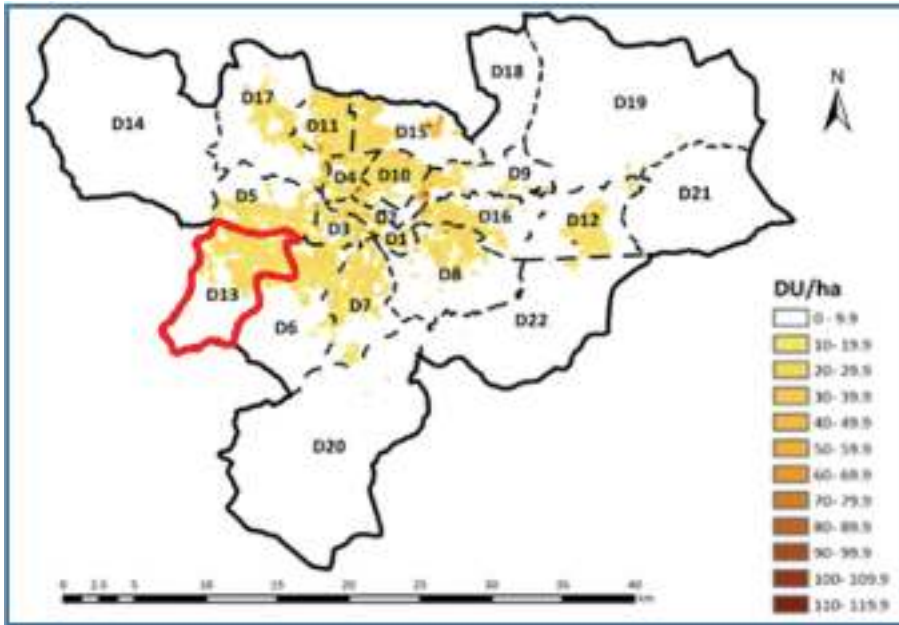 D18
N
D17
D19
D14
D11
D15
D4
D10
D9
D5
D21
D2
D16
D12
D3
D1
D8
D13
DU/ha
D7
D22
0 - 9.9
D6
10- 19.9
20- 29.9
30- 39.9
40- 49.9
D20
50- 59.9
60- 69.9
70- 79.9
80- 89.9
90- 99.9
0 2.5 5 10 15 20 25 30 35 40
100- 109.9
km
110- 119.9